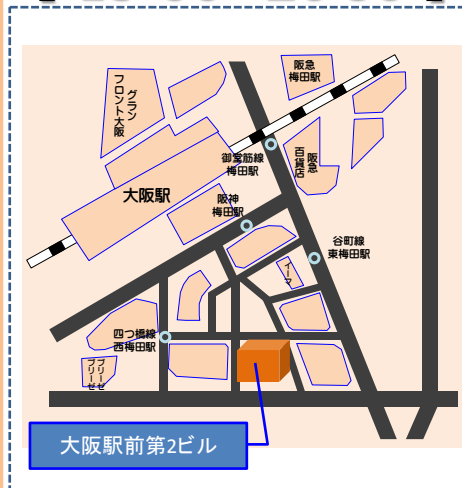 阪急
梅田駅
グラン
フロント大阪
御堂筋線
梅田駅
阪急
百貨店
大阪駅
阪神
梅田駅
谷町線
東梅田駅
イーマ
四つ橋線
西梅田駅
ブリーゼ
ブリーゼ
大阪駅前第2ビル